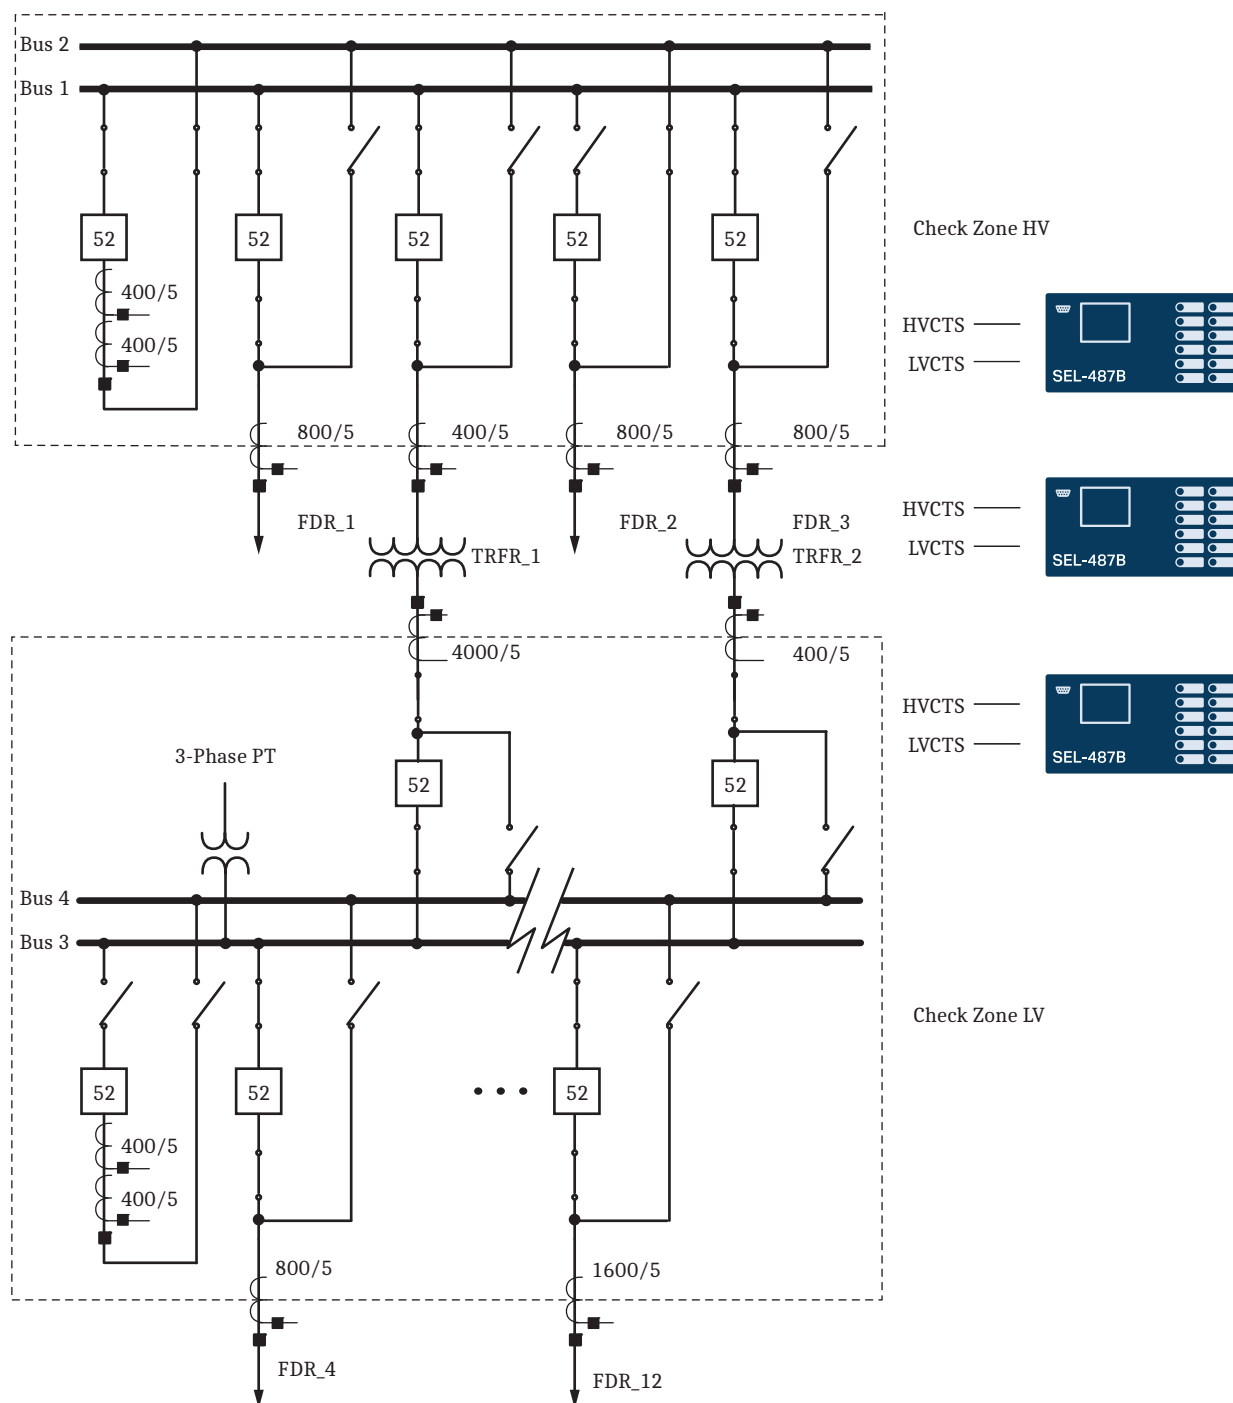 Bus 2
Bus 1
52 52 52 52 52
Check Zone HV
400/5
400/5
HVCTS
LVCTS
SEL-487B
800/5 400/5 800/5 800/5
FDR_1 FDR_2 FDR_3
TRFR_1 TRFR_2
HVCTS
LVCTS
SEL-487B
4000/5 400/5
HVCTS
LVCTS
SEL-487B
3-Phase PT
52 52
Bus 4
Bus 3
Check Zone LV
52 52 52
400/5
400/5
800/5 1600/5
FDR_4 FDR_12